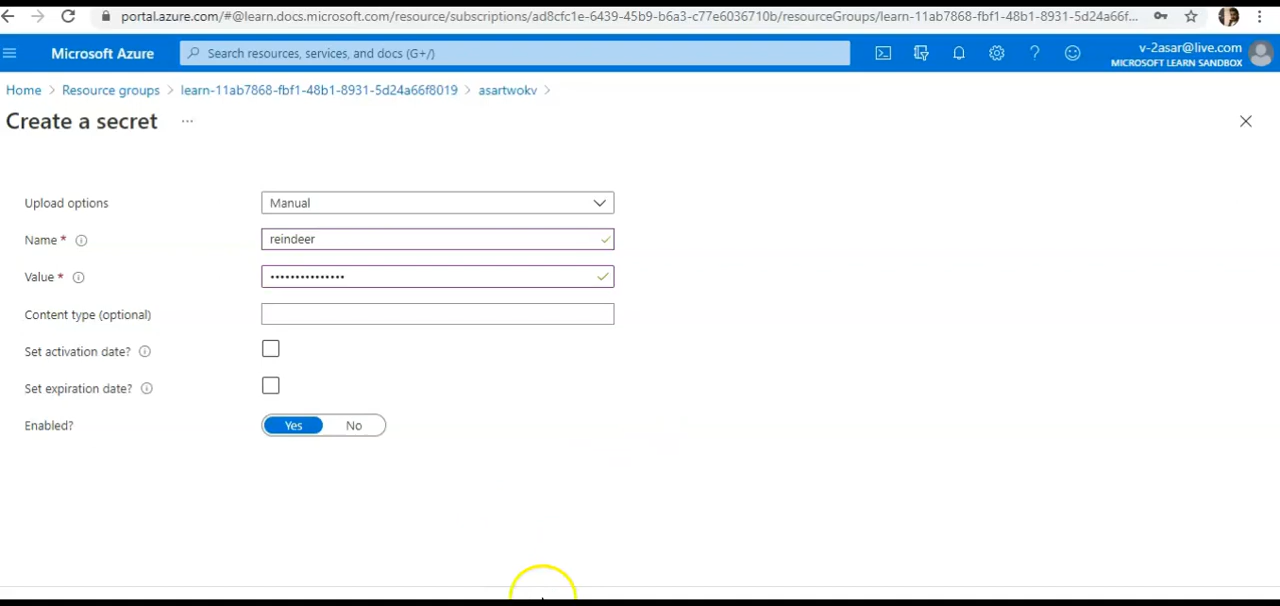 portal.azure.com/#@learn.docs.microsoft.com/resource/subscriptions/ad8cfc1e-6439-45b9-b6a3-c77e6036710b/resourceGroups/learn-11ab7868-fbf1-48b1-8931-5d24a66f...
Microsoft Azure
Search resources, services, and docs (G+/)
v-2asar@live.com
MICROSOFT LEARN SANDBOX
Home > Resource groups > learn-11ab7868-fbf1-48b1-8931-5d24a66f8019 > asartwokv >
Create a secret ...
Upload options
Manual
Name *
reindeer
Value *
•••••••••••••••
Content type (optional)
Set activation date?
Set expiration date?
Enabled?
Yes No